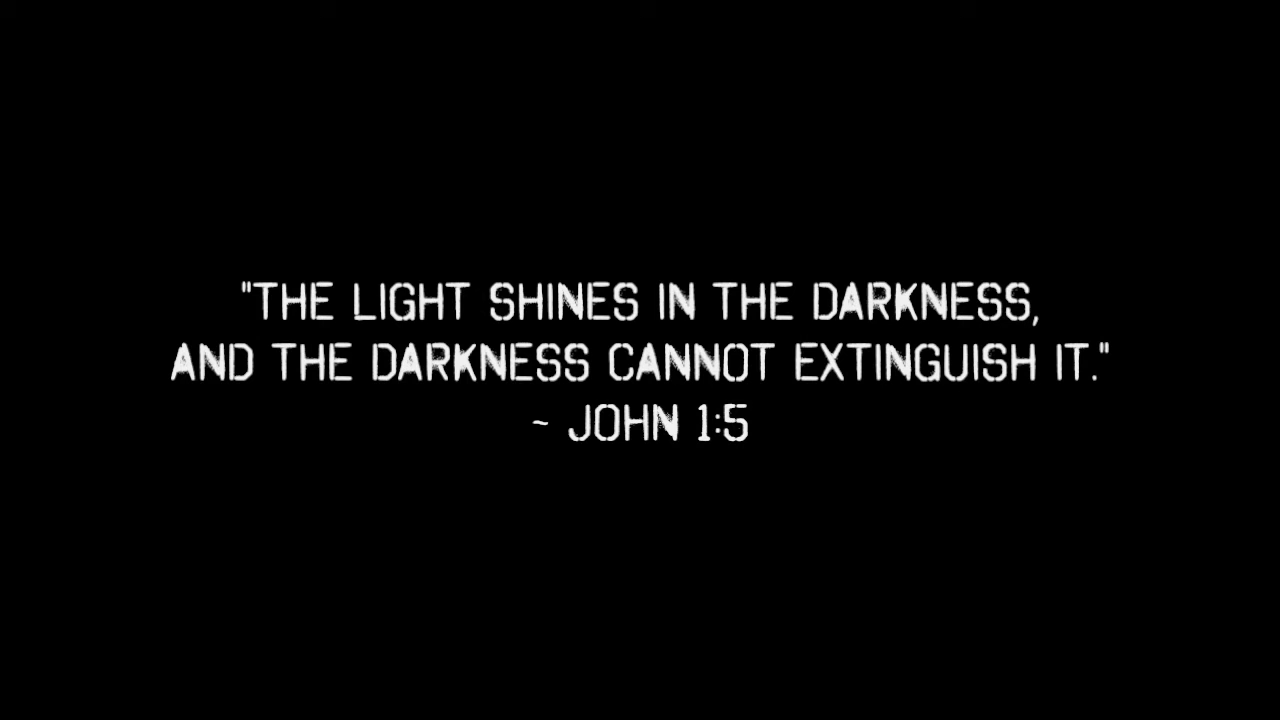 "THE LIGHT SHINES IN THE DARKNESS,
AND THE DARKNESS CANNOT EXTINGUISH IT."
~ JOHN 1:5